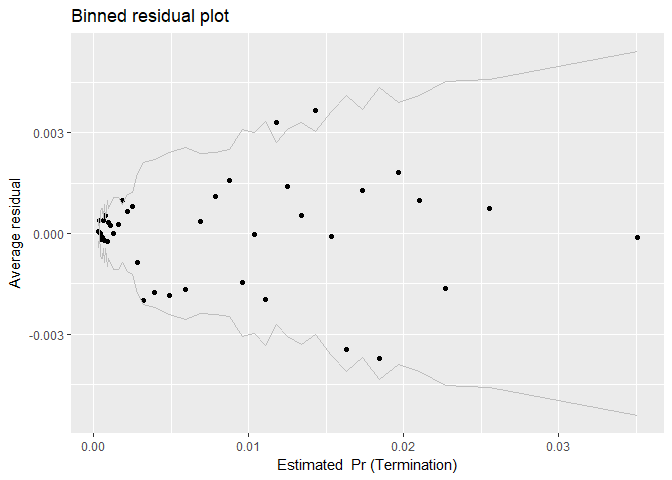 Binned residual plot
Average residual
0.003
0.000
-0.003
0.00 0.01 0.02 0.03
Estimated  Pr (Termination)